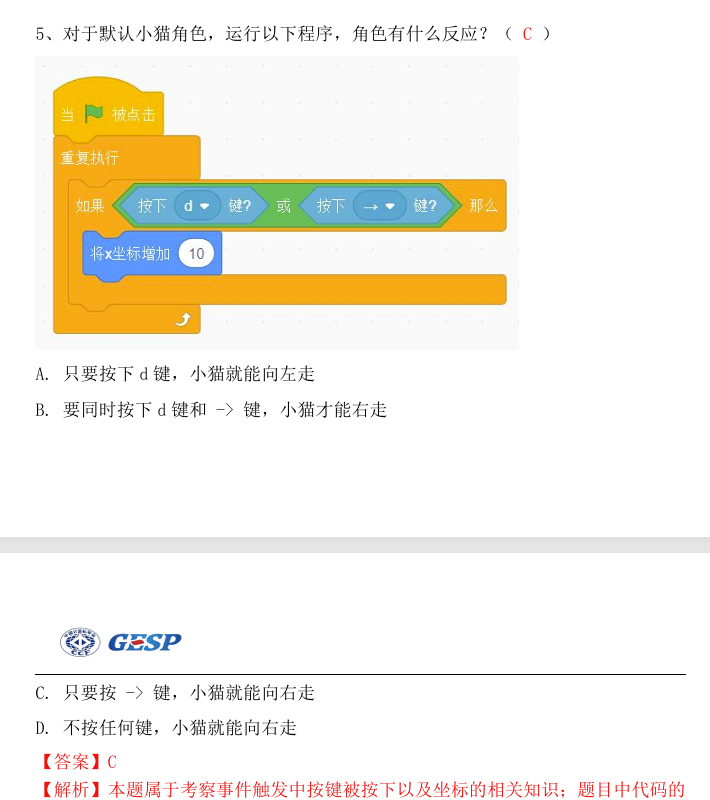 5、对于默认小猫角色，运行以下程序，角色有什么反应？（ C ）
当 被点击
重复执行
如果 按下 d 键? 或 按下 → 键? 那么
将x坐标增加 10
A. 只要按下 d 键，小猫就能向左走
B. 要同时按下 d 键和 -> 键，小猫才能右走
CCF GESP
C. 只要按 -> 键，小猫就能向右走
D. 不按任何键，小猫就能向右走
【答案】C
【解析】本题属于考察事件触发中按键被按下以及坐标的相关知识；题目中代码的